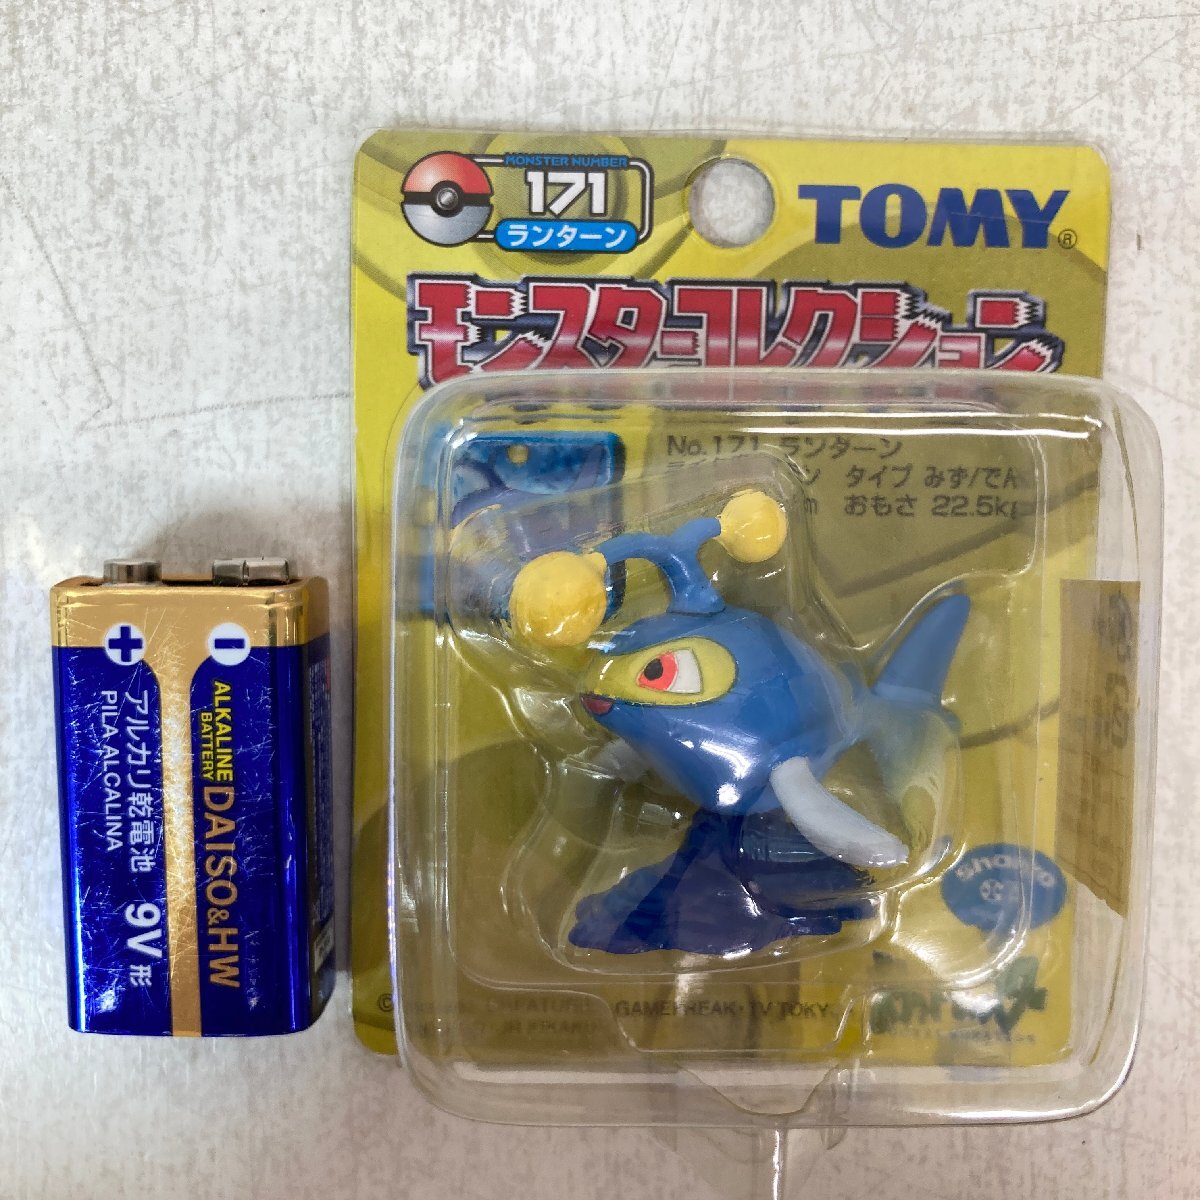 MONSTER NUMBER
171
ランターン
TOMY®
モンスターコレクション
No.171 ランターン
タイプ みず/でん
おもさ 22.5kg
GAMEFREAK・TV TOKY
ALKALINE
BATTERY
DAISO&HW
アルカリ乾電池 9V形
PILA ALCALINA